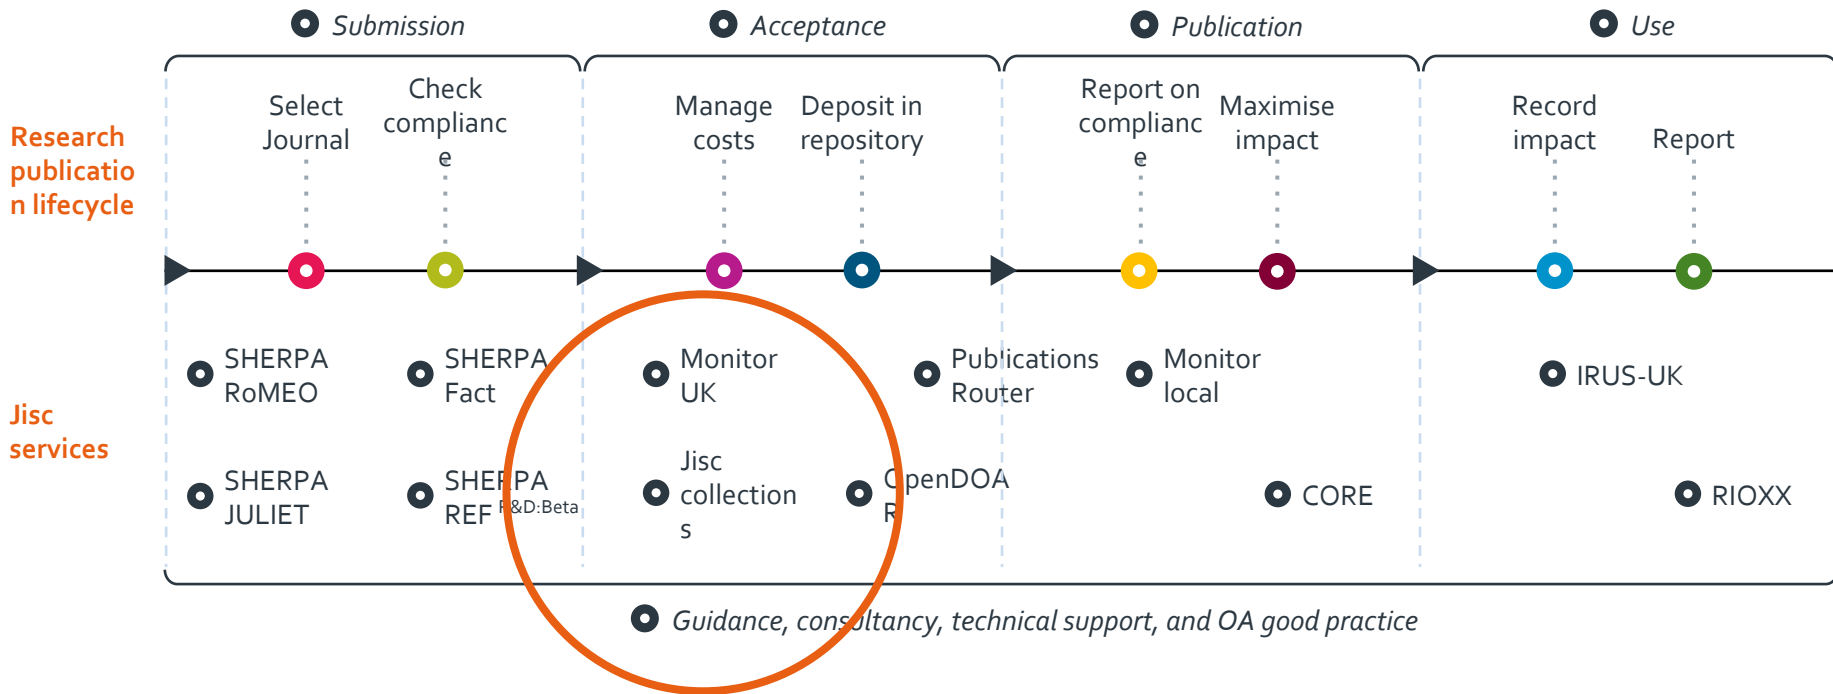 Submission
Acceptance
Publication
Use
Research
publicatio
n lifecycle
Select
Journal
Check
complianc
e
Manage
costs
Deposit in
repository
Report on
complianc
e
Maximise
impact
Record
impact
Report
Jisc
services
SHERPA
RoMEO
SHERPA
Fact
Monitor
UK
Publications
Router
Monitor
local
IRUS-UK
SHERPA
JULIET
SHERPA
REF R&D:Beta
Jisc
collection
s
OpenDOA
R
CORE
RIOXX
Guidance, consultancy, technical support, and OA good practice